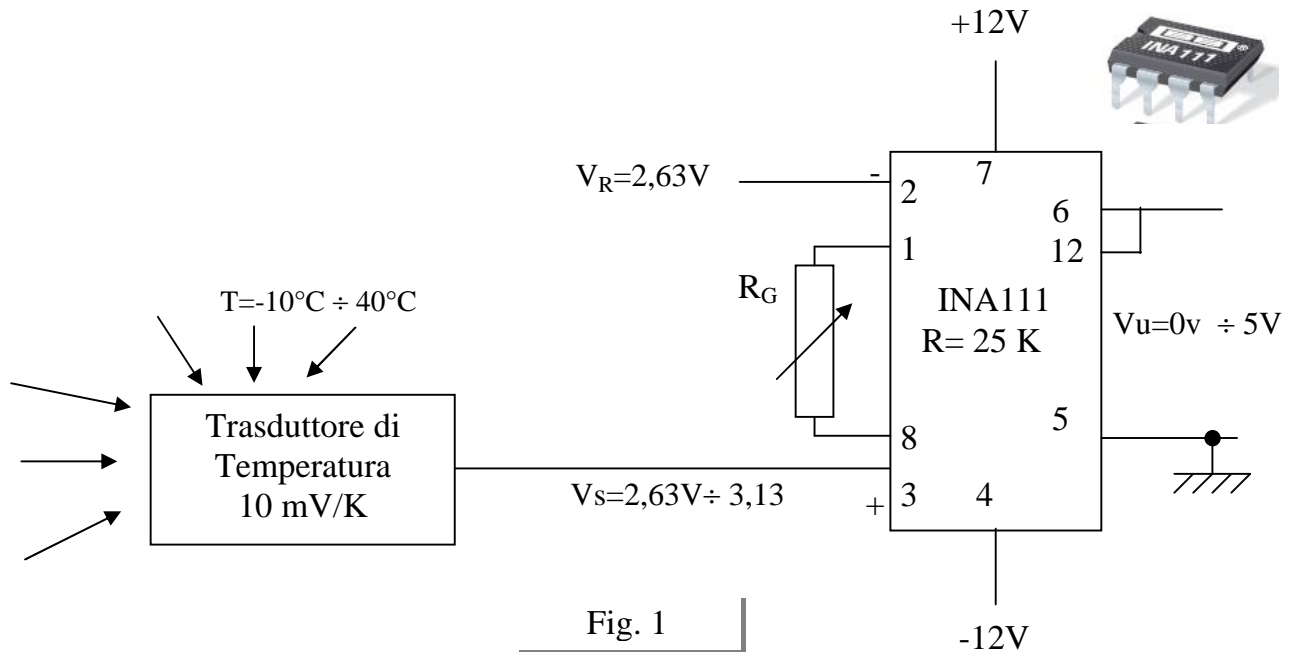 +12V
INA111
®
V_R=2,63V
-
2
7
6
1
12
R_G
INA111
R= 25 K
Vu=0v ÷ 5V
T=-10°C ÷ 40°C
Trasduttore di
Temperatura
10 mV/K
8
5
Vs=2,63V÷ 3,13
+
3
4
Fig. 1
-12V